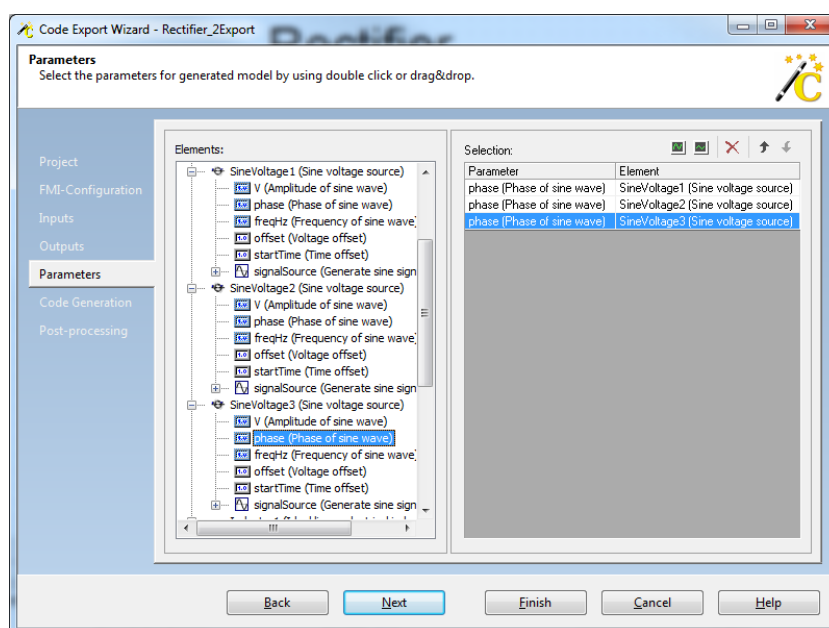 Code Export Wizard - Rectifier_2Export
Rectifier
Parameters
Select the parameters for generated model by using double click or drag&drop.
Project
FMI-Configuration
Inputs
Outputs
Parameters
Code Generation
Post-processing
Elements:
SineVoltage1 (Sine voltage source)
V (Amplitude of sine wave)
phase (Phase of sine wave)
freqHz (Frequency of sine wave
offset (Voltage offset)
startTime (Time offset)
signalSource (Generate sine sign
SineVoltage2 (Sine voltage source)
V (Amplitude of sine wave)
phase (Phase of sine wave)
freqHz (Frequency of sine wave
offset (Voltage offset)
startTime (Time offset)
signalSource (Generate sine sign
SineVoltage3 (Sine voltage source)
V (Amplitude of sine wave)
phase (Phase of sine wave)
freqHz (Frequency of sine wave
offset (Voltage offset)
startTime (Time offset)
signalSource (Generate sine sign
Selection:
Parameter Element
phase (Phase of sine wave) SineVoltage1 (Sine voltage source)
phase (Phase of sine wave) SineVoltage2 (Sine voltage source)
phase (Phase of sine wave) SineVoltage3 (Sine voltage source)
Back Next Finish Cancel Help